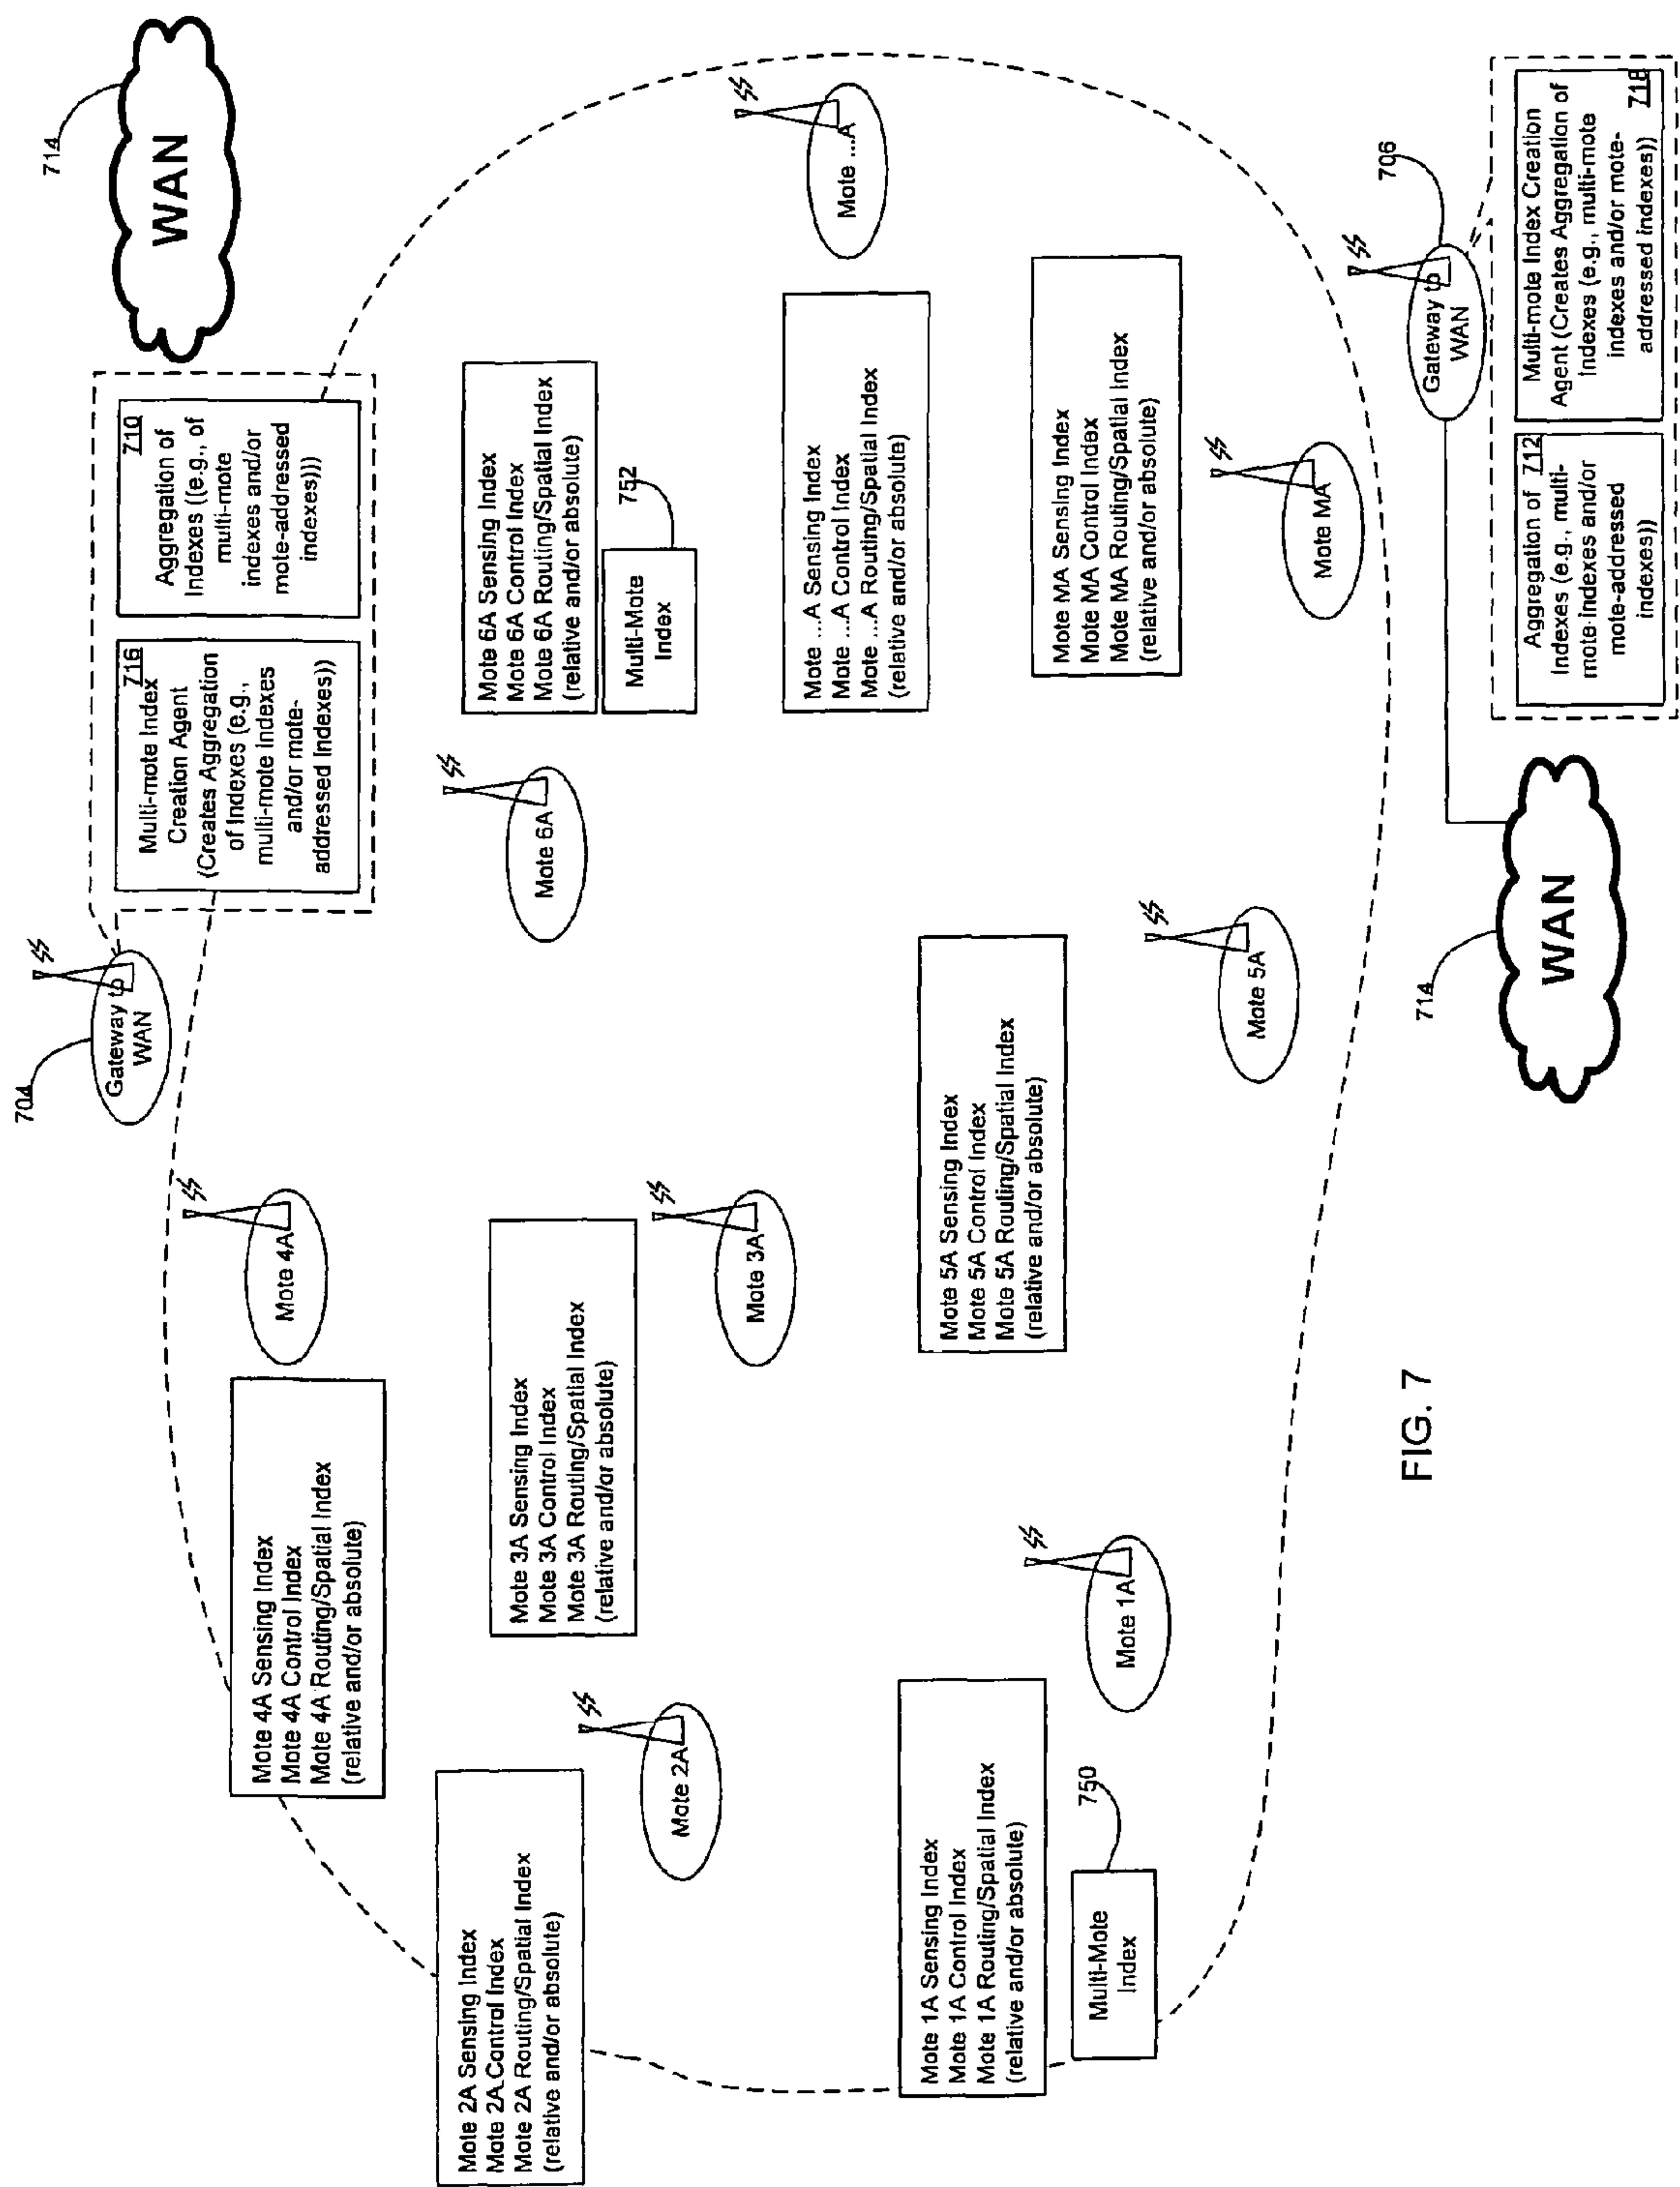 704
Gateway to
WAN
716
Multi-mote Index
Creation Agent
(Creates Aggregation
of Indexes (e.g.,
multi-mote indexes
and/or mote-
addressed indexes))
710
Aggregation of
Indexes ((e.g., of
multi-mote
indexes and/or
mote-addressed
indexes)))
714
WAN
Mote 4A Sensing Index
Mote 4A Control Index
Mote 4A Routing/Spatial Index
(relative and/or absolute)
Mote 4A
Mote 2A Sensing Index
Mote 2A Control Index
Mote 2A Routing/Spatial Index
(relative and/or absolute)
Mote 2A
Mote 3A Sensing Index
Mote 3A Control Index
Mote 3A Routing/Spatial Index
(relative and/or absolute)
Mote 3A
Mote 6A
Mote 6A Sensing Index
Mote 6A Control Index
Mote 6A Routing/Spatial Index
(relative and/or absolute)
Multi-Mote
Index
752
Mote ...A Sensing Index
Mote ...A Control Index
Mote ...A Routing/Spatial Index
(relative and/or absolute)
Mote ...A
Mote 1A Sensing Index
Mote 1A Control Index
Mote 1A Routing/Spatial Index
(relative and/or absolute)
Multi-Mote
Index
750
Mote 1A
Mote 5A Sensing Index
Mote 5A Control Index
Mote 5A Routing/Spatial Index
(relative and/or absolute)
Mote 5A
Mote MA Sensing Index
Mote MA Control Index
Mote MA Routing/Spatial Index
(relative and/or absolute)
Mote MA
706
Gateway to
WAN
714
WAN
Aggregation of 712
Indexes (e.g., multi-
mote indexes and/or
mote-addressed
indexes))
Multi-mote Index Creation
Agent (Creates Aggregation of
Indexes (e.g., multi-mote
indexes and/or mote-
addressed indexes))
718
FIG. 7